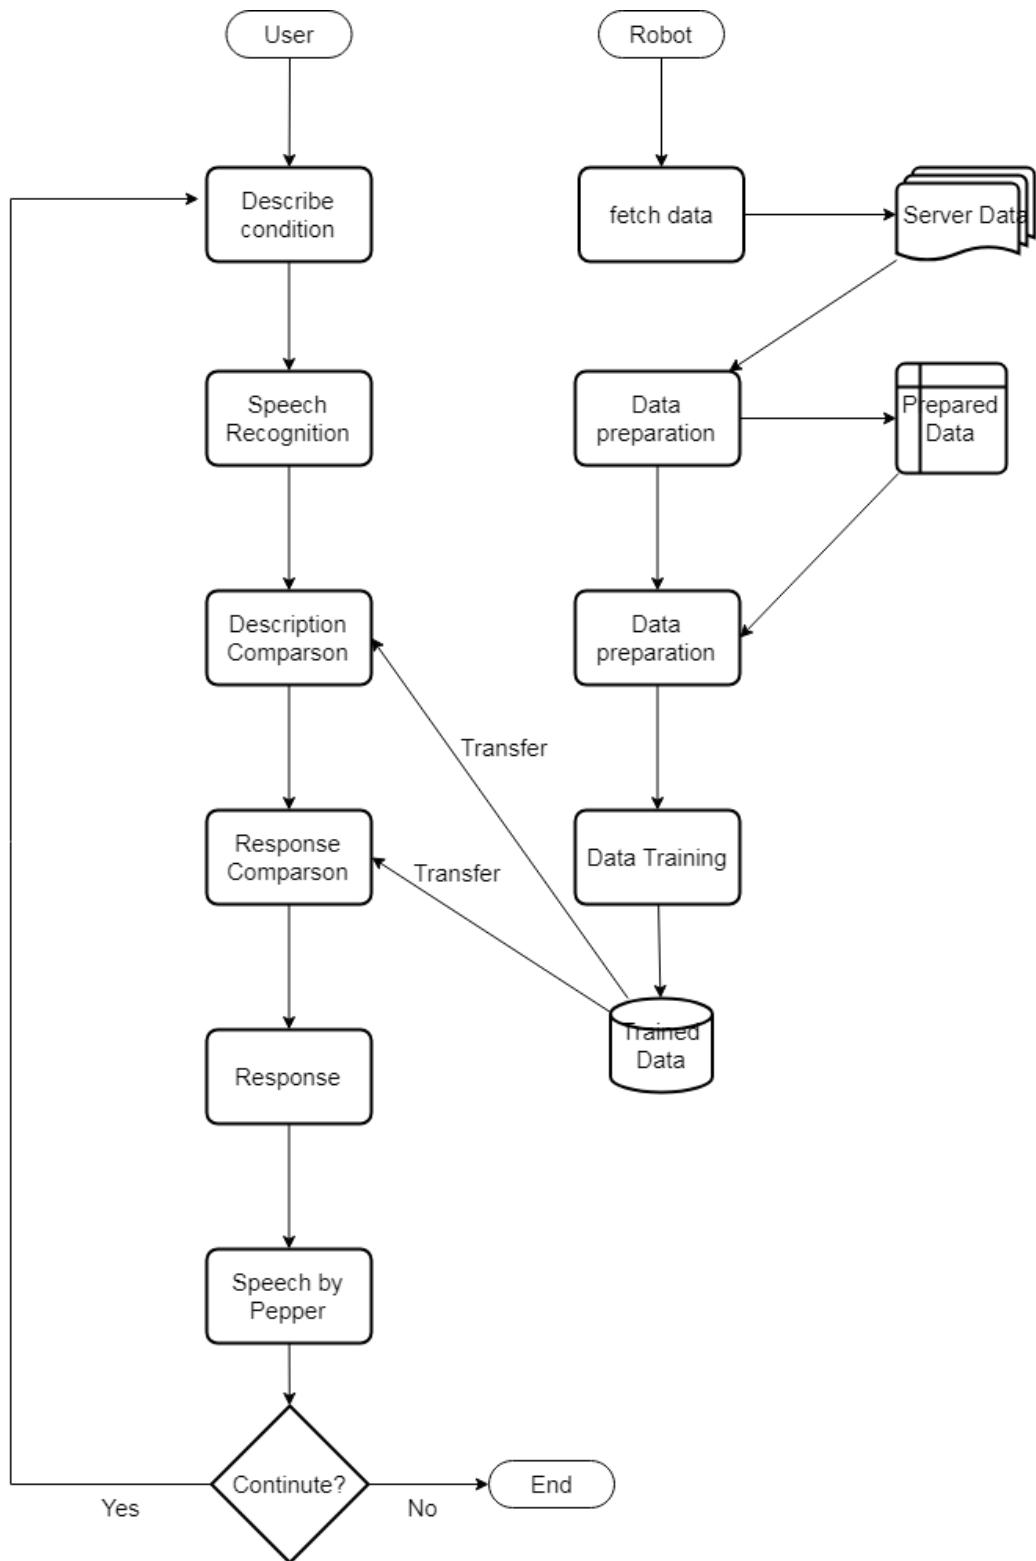 User
Robot
Describe
condition
fetch data
Server Data
Speech
Recognition
Data
preparation
Prepared
Data
Description
Comparson
Data
preparation
Transfer
Response
Comparson
Transfer
Data Training
Response
Trained
Data
Speech by
Pepper
Continute?
End
Yes
No